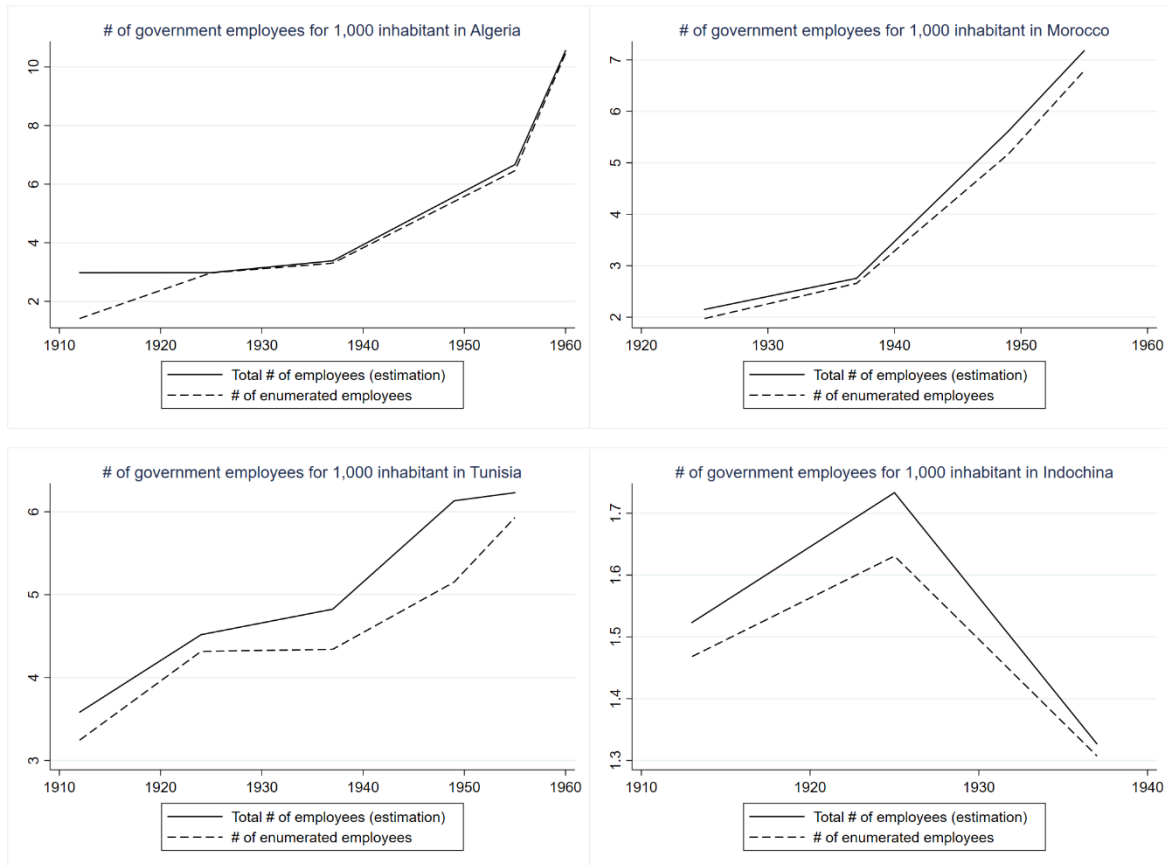 # of government employees for 1,000 inhabitant in Algeria
10
8
6
4
2
1910 1920 1930 1940 1950 1960
Total # of employees (estimation)
# of enumerated employees
# of government employees for 1,000 inhabitant in Morocco
7
6
5
4
3
2
1920 1930 1940 1950 1960
Total # of employees (estimation)
# of enumerated employees
# of government employees for 1,000 inhabitant in Tunisia
6
5
4
3
1910 1920 1930 1940 1950 1960
Total # of employees (estimation)
# of enumerated employees
# of government employees for 1,000 inhabitant in Indochina
1.7
1.6
1.5
1.4
1.3
1910 1920 1930 1940
Total # of employees (estimation)
# of enumerated employees